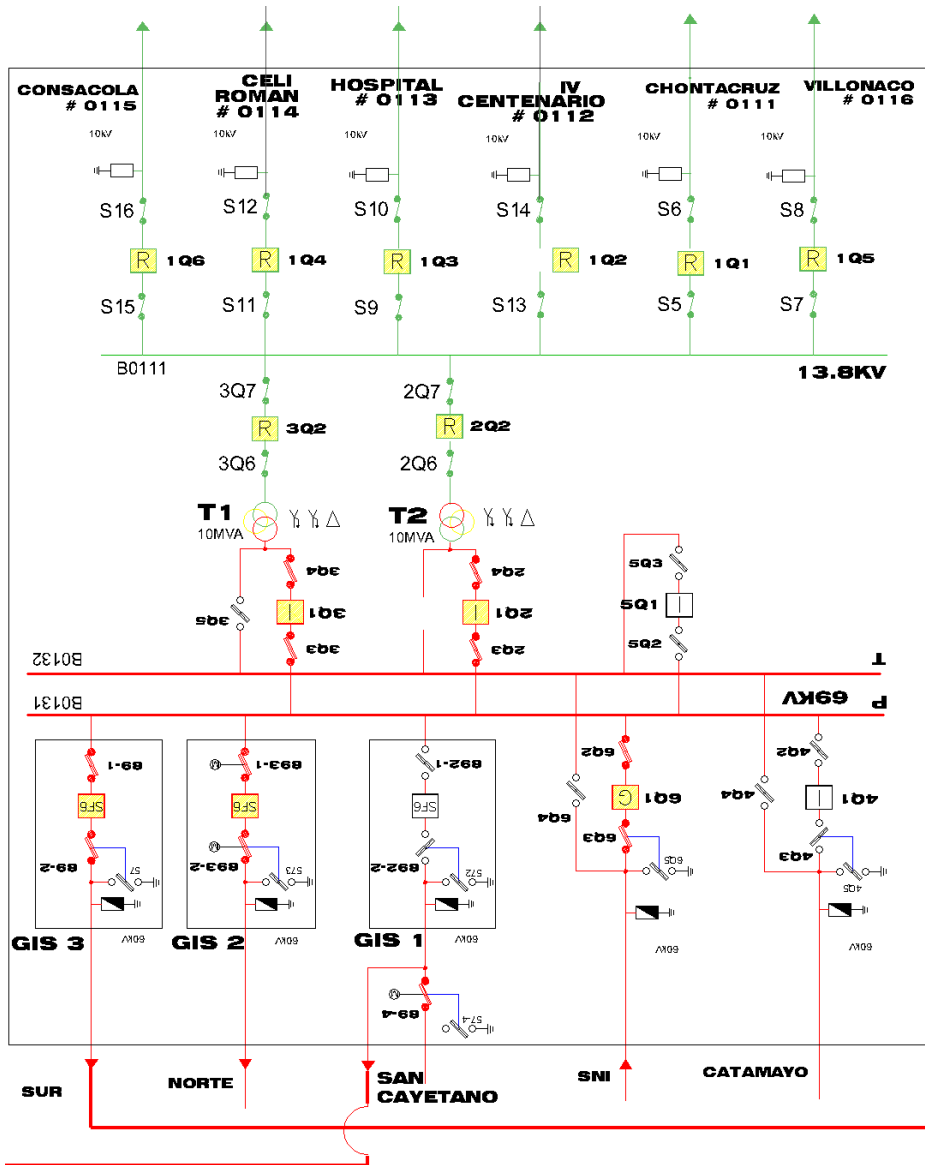 CONSACOLA
# 0115
CELI
ROMAN
# 0114
HOSPITAL
# 0113
IV
CENTENARIO
# 0112
CHONTACRUZ
# 0111
VILLONACO
# 0116
10kV
10kV
10kV
10kV
10kV
10kV
S16
S12
S10
S14
S6
S8
R 1Q6
R 1Q4
R 1Q3
R 1Q2
R 1Q1
R 1Q5
S15
S11
S9
S13
S5
S7
B0111
13.8KV
3Q7
2Q7
R 3Q2
R 2Q2
3Q6
2Q6
T1
10MVA
T2
10MVA
3Q4
2Q4
5Q3
3Q5
I 3Q1
I 2Q1
5Q1 I
3Q3
2Q3
5Q2
B0132
T
B0131
69KV
P
89-1
893-1
892-1
6Q2
4Q2
SF6
SF6
SF6
6Q4
G 6Q1
4Q4
I 4Q1
89-2
893-2
892-2
6Q3
4Q3
57
573
572
6Q5
4Q5
60kV
60kV
60kV
60kV
60kV
GIS 3
GIS 2
GIS 1
M
M
M
89-4
57-4
SUR
NORTE
SAN
CAYETANO
SNI
CATAMAYO